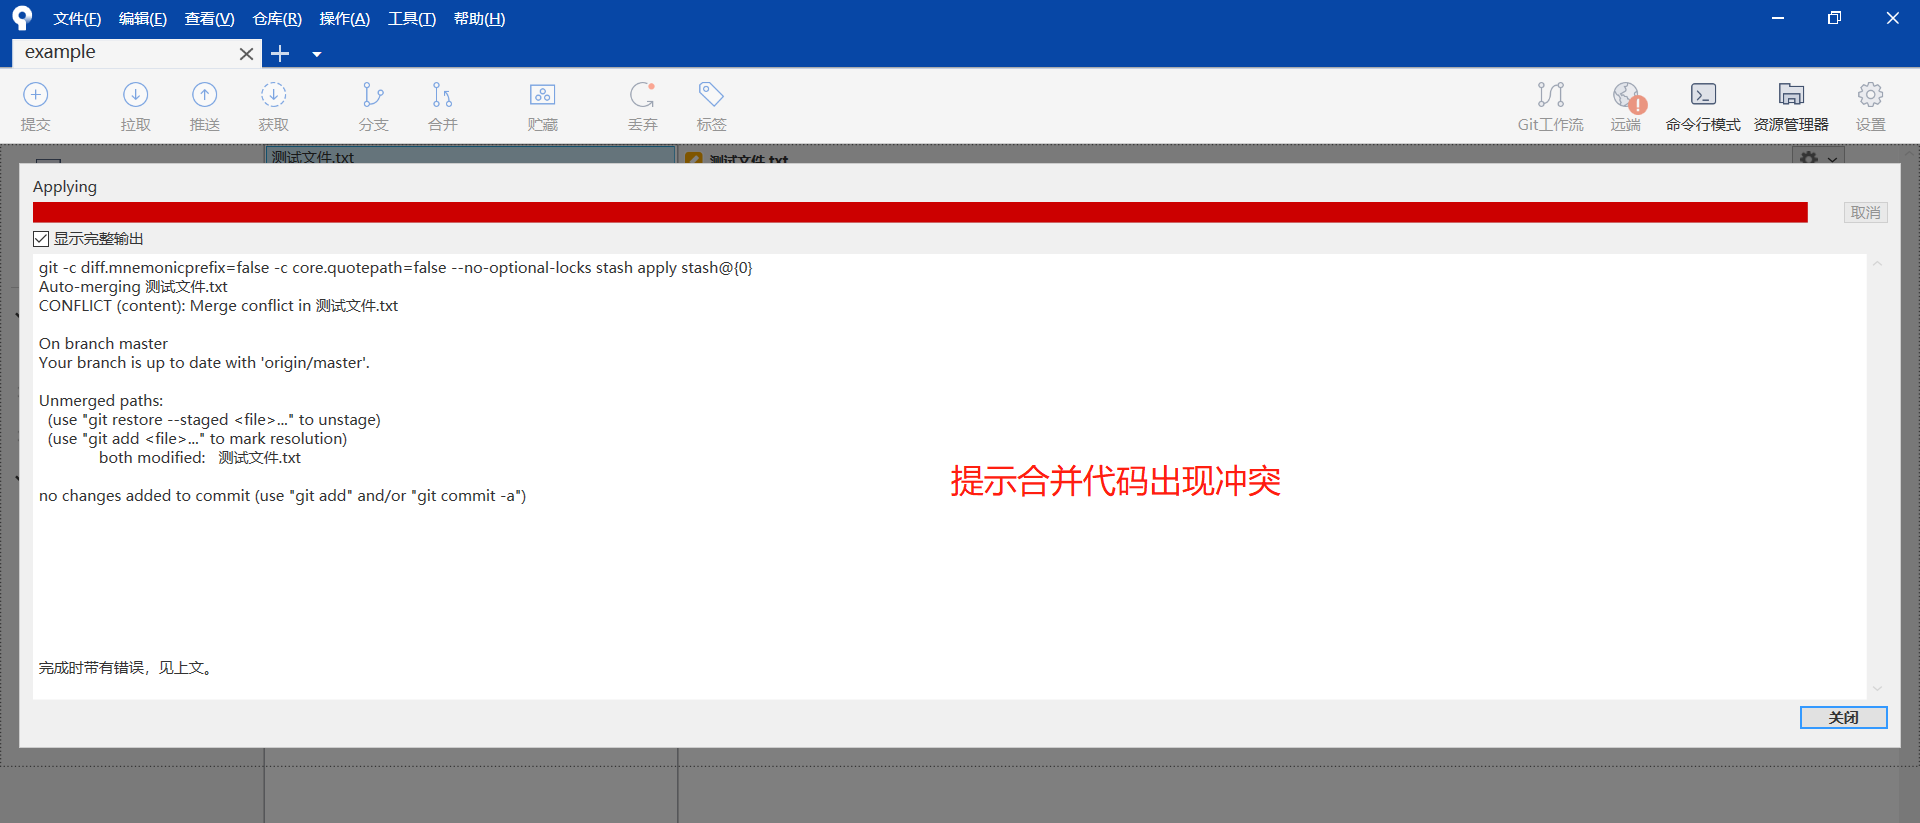 文件(F) 编辑(E) 查看(V) 仓库(R) 操作(A) 工具(T) 帮助(H)
example
提交 拉取 推送 获取 分支 合并 贮藏 丢弃 标签 Git工作流 远端 命令行模式 资源管理器 设置
测试文件.txt 测试文件.txt
Applying
取消
显示完整输出
git -c diff.mnemonicprefix=false -c core.quotepath=false --no-optional-locks stash apply stash@{0}
Auto-merging 测试文件.txt
CONFLICT (content): Merge conflict in 测试文件.txt
On branch master
Your branch is up to date with 'origin/master'.
Unmerged paths:
(use "git restore --staged <file>..." to unstage)
(use "git add <file>..." to mark resolution)
both modified: 测试文件.txt
提示合并代码出现冲突
no changes added to commit (use "git add" and/or "git commit -a")
完成时带有错误，见上文。
关闭